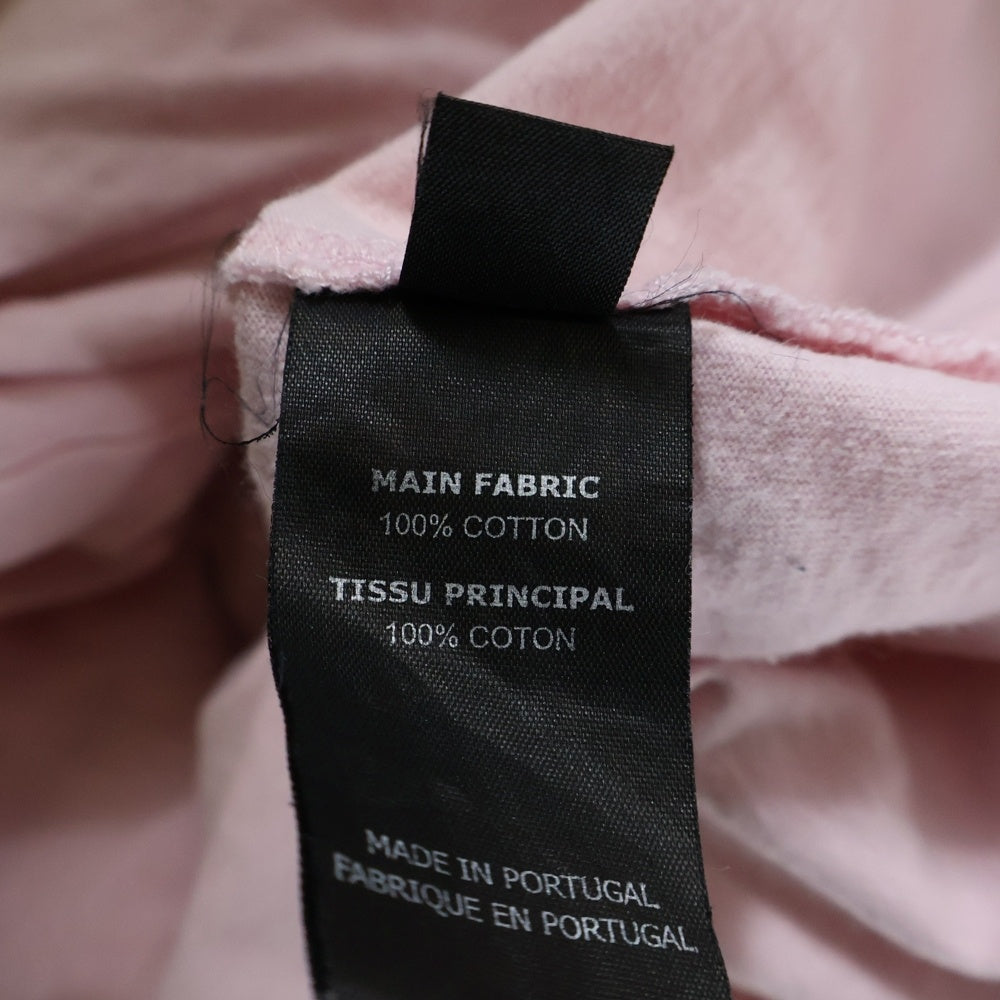 MAIN FABRIC
100% COTTON
TISSU PRINCIPAL
100% COTON
MADE IN PORTUGAL
FABRIQUE EN PORTUGAL.